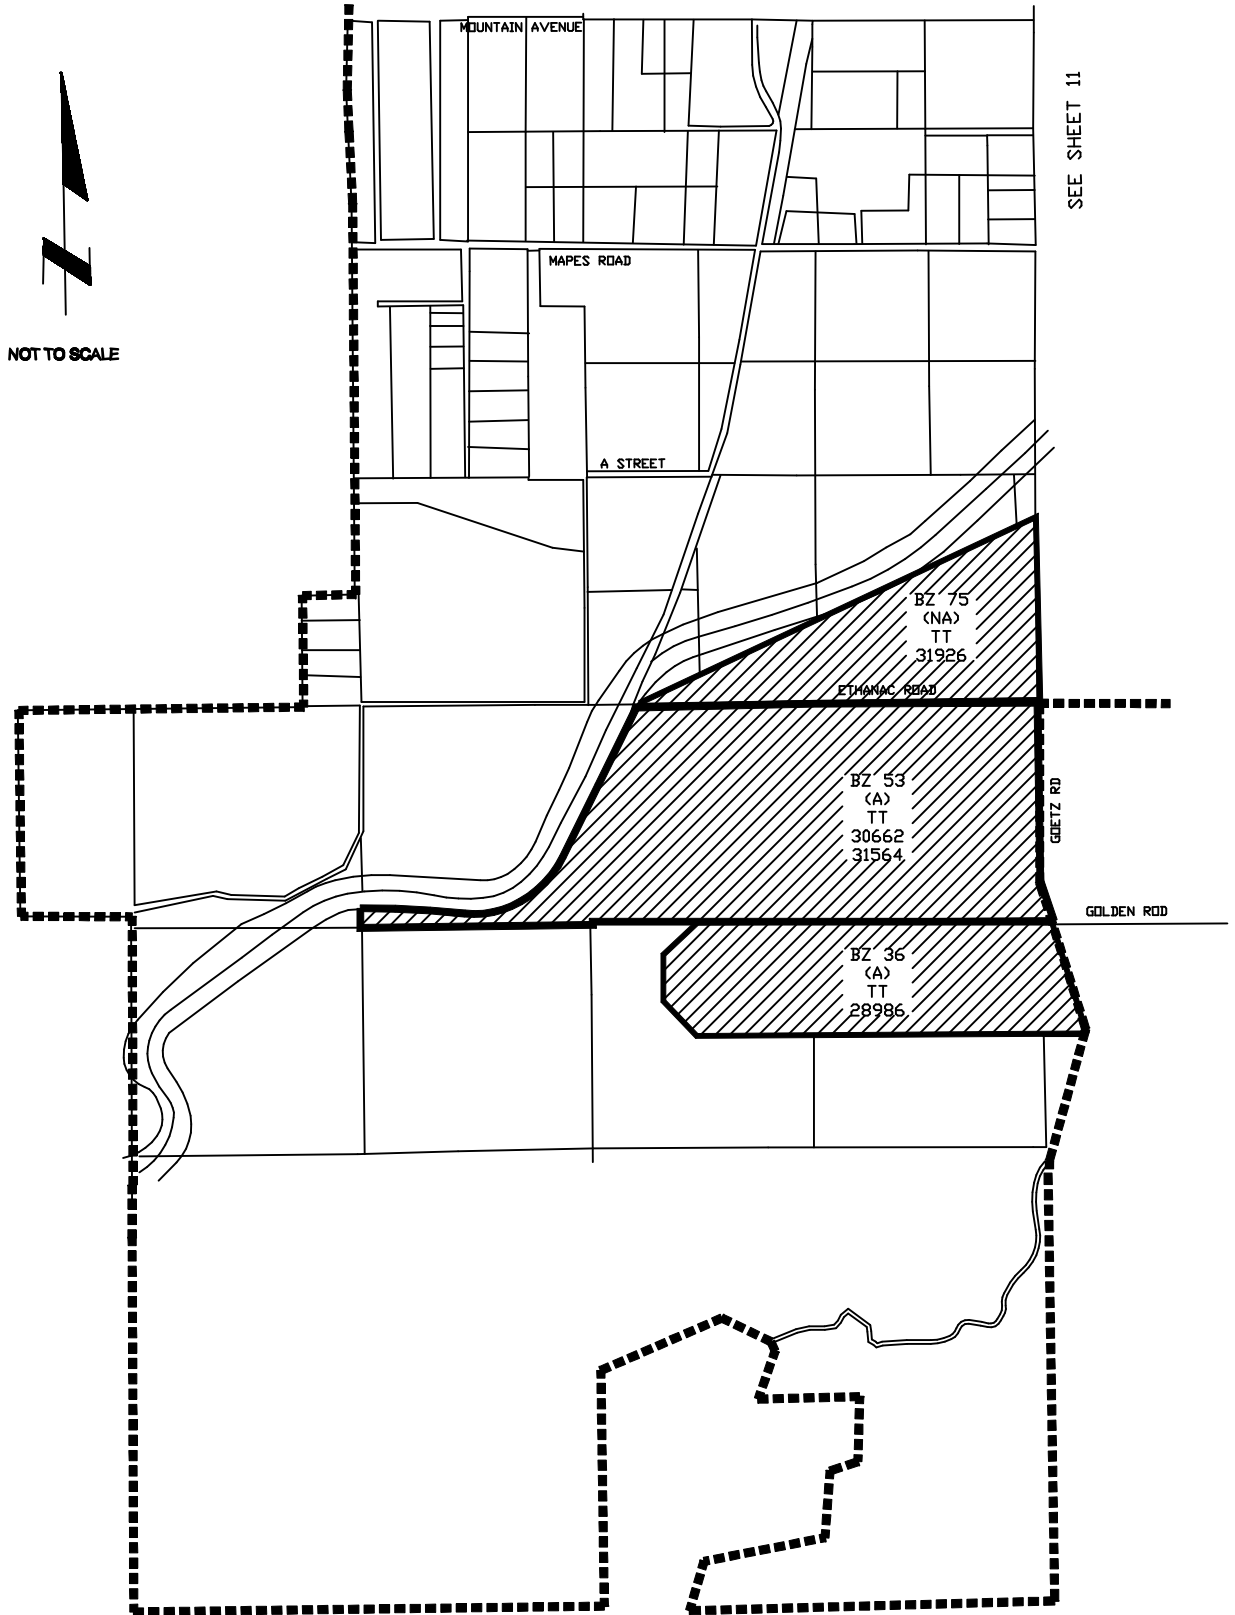 MOUNTAIN AVENUE
SEE SHEET 11
MAPES ROAD
NOT TO SCALE
A STREET
BZ 75
(NA)
TT
31926
ETHANAC ROAD
BZ 53
(A)
TT
30662
31564
GOETZ RD
GOLDEN ROD
BZ 36
(A)
TT
28986